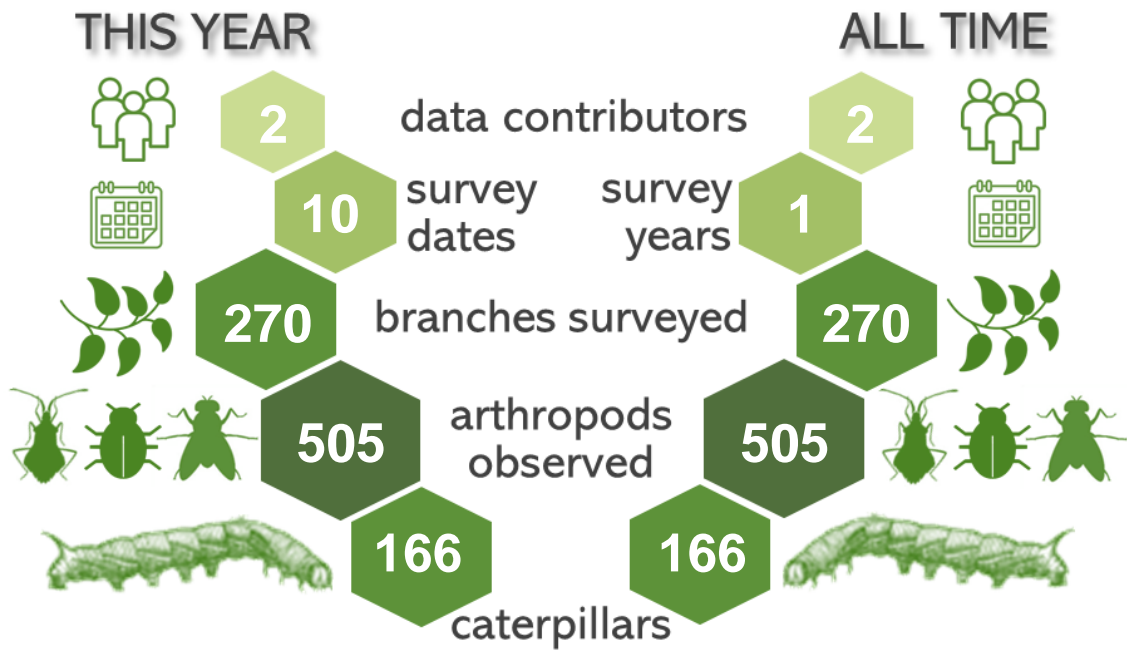 THIS YEAR
ALL TIME
2
data contributors
2
10
survey
dates
survey
years
1
270
branches surveyed
270
505
arthropods
observed
505
166
166
caterpillars